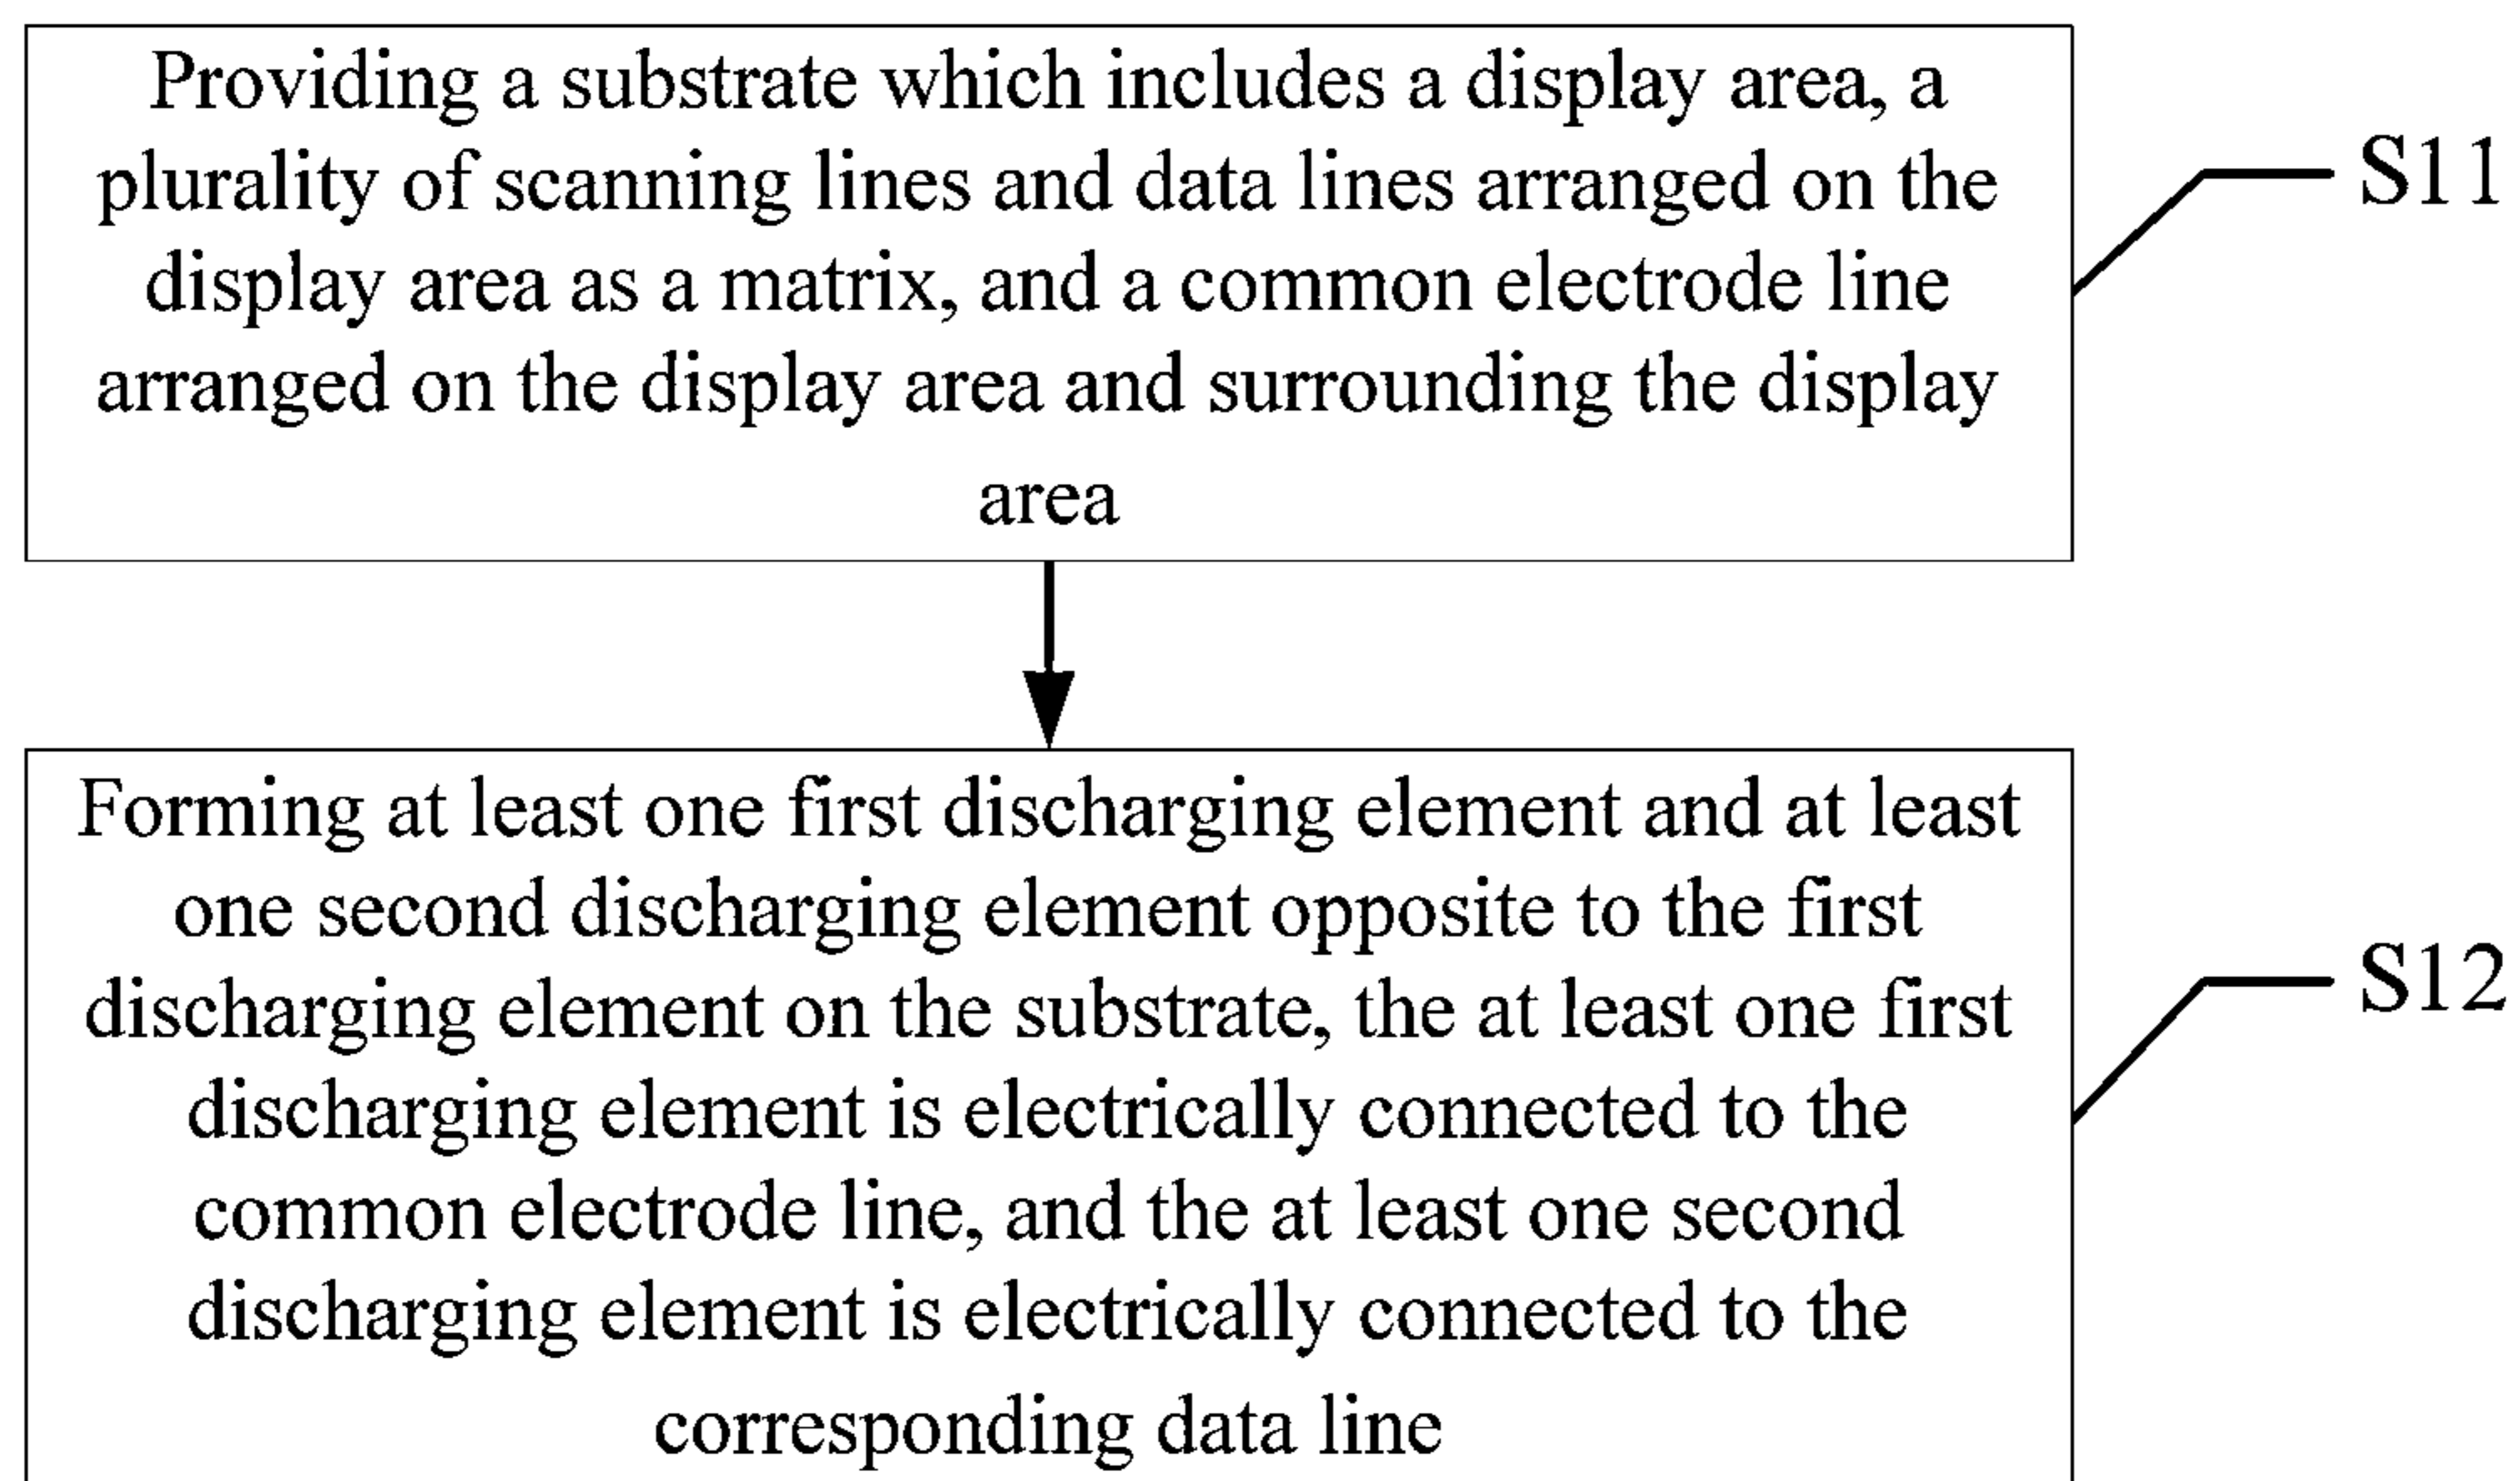 Providing a substrate which includes a display area, a
plurality of scanning lines and data lines arranged on the
display area as a matrix, and a common electrode line
arranged on the display area and surrounding the display
area
S11
Forming at least one first discharging element and at least
one second discharging element opposite to the first
discharging element on the substrate, the at least one first
discharging element is electrically connected to the
common electrode line, and the at least one second
discharging element is electrically connected to the
corresponding data line
S12